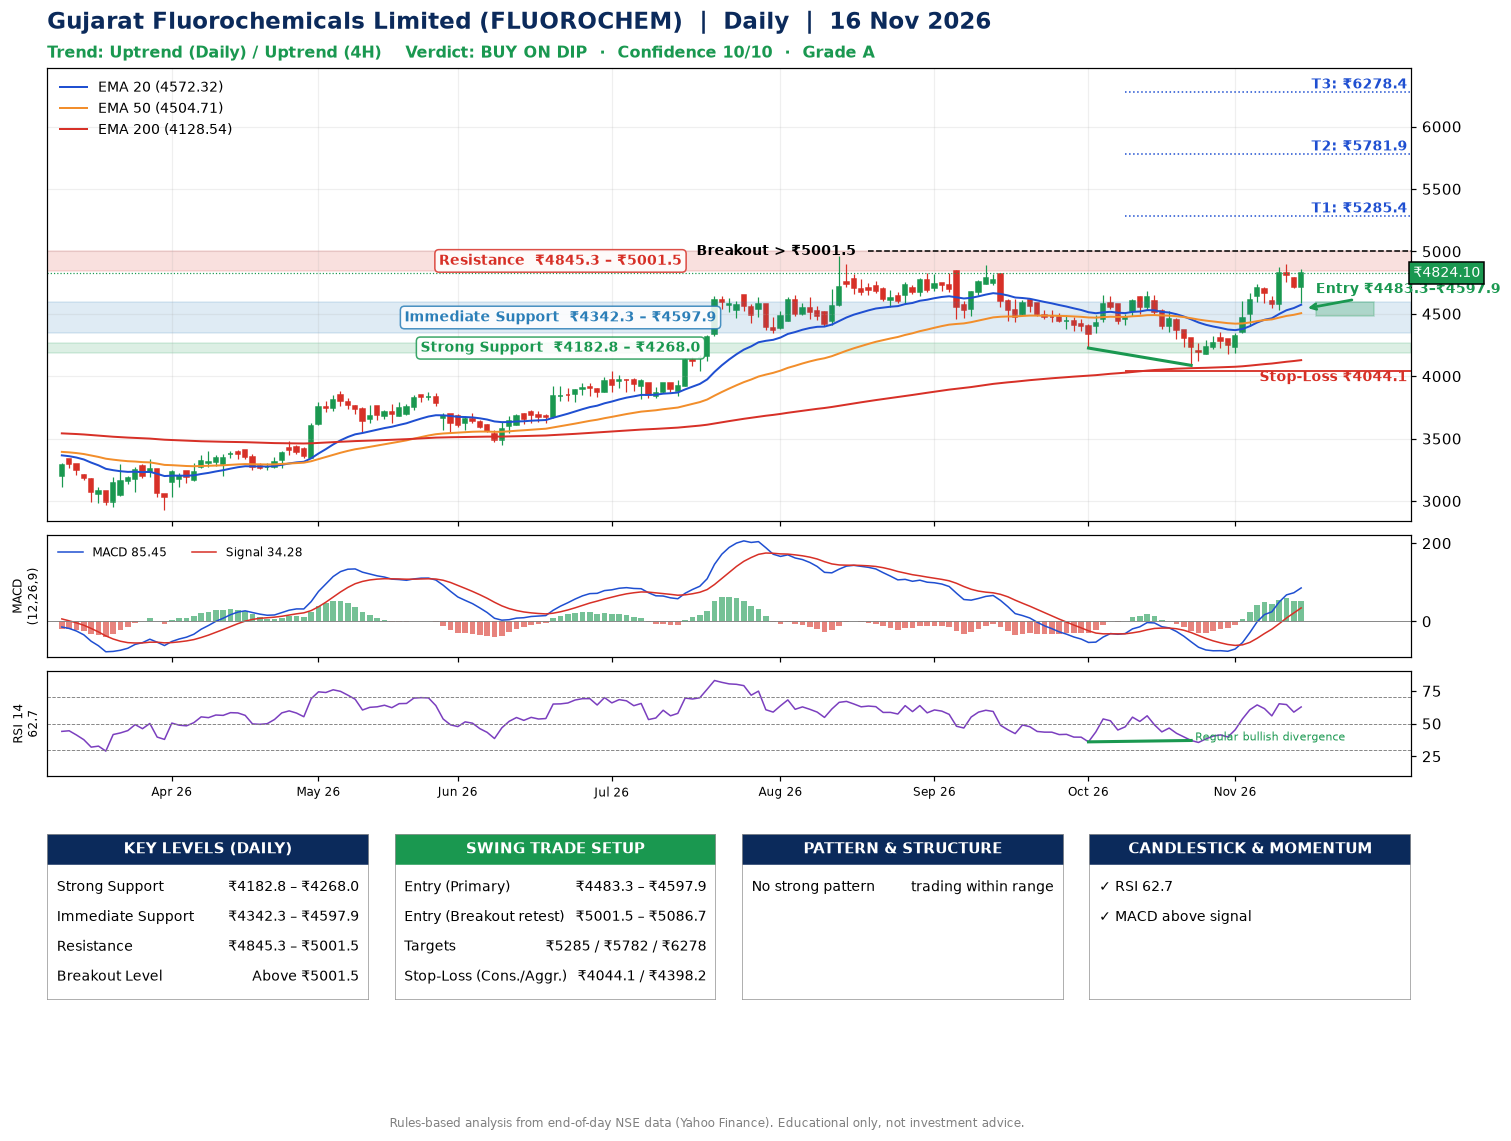 Gujarat Fluorochemicals Limited (FLUOROCHEM) | Daily | 16 Nov 2026
Trend: Uptrend (Daily) / Uptrend (4H) Verdict: BUY ON DIP · Confidence 10/10 · Grade A
EMA 20 (4572.32)
EMA 50 (4504.71)
EMA 200 (4128.54)
T3: ₹6278.4
T2: ₹5781.9
T1: ₹5285.4
Breakout > ₹5001.5
Resistance ₹4845.3 – ₹5001.5
₹4824.10
Entry ₹4483.3–₹4597.9
Immediate Support ₹4342.3 – ₹4597.9
Strong Support ₹4182.8 – ₹4268.0
Stop-Loss ₹4044.1
6000
5500
5000
4500
4000
3500
3000
MACD
(12,26,9)
MACD 85.45
Signal 34.28
200
0
RSI 14
62.7
75
50
25
Regular bullish divergence
Apr 26
May 26
Jun 26
Jul 26
Aug 26
Sep 26
Oct 26
Nov 26
KEY LEVELS (DAILY)
Strong Support ₹4182.8 – ₹4268.0
Immediate Support ₹4342.3 – ₹4597.9
Resistance ₹4845.3 – ₹5001.5
Breakout Level Above ₹5001.5
SWING TRADE SETUP
Entry (Primary) ₹4483.3 – ₹4597.9
Entry (Breakout retest) ₹5001.5 – ₹5086.7
Targets ₹5285 / ₹5782 / ₹6278
Stop-Loss (Cons./Aggr.) ₹4044.1 / ₹4398.2
PATTERN & STRUCTURE
No strong pattern trading within range
CANDLESTICK & MOMENTUM
✓ RSI 62.7
✓ MACD above signal
Rules-based analysis from end-of-day NSE data (Yahoo Finance). Educational only, not investment advice.